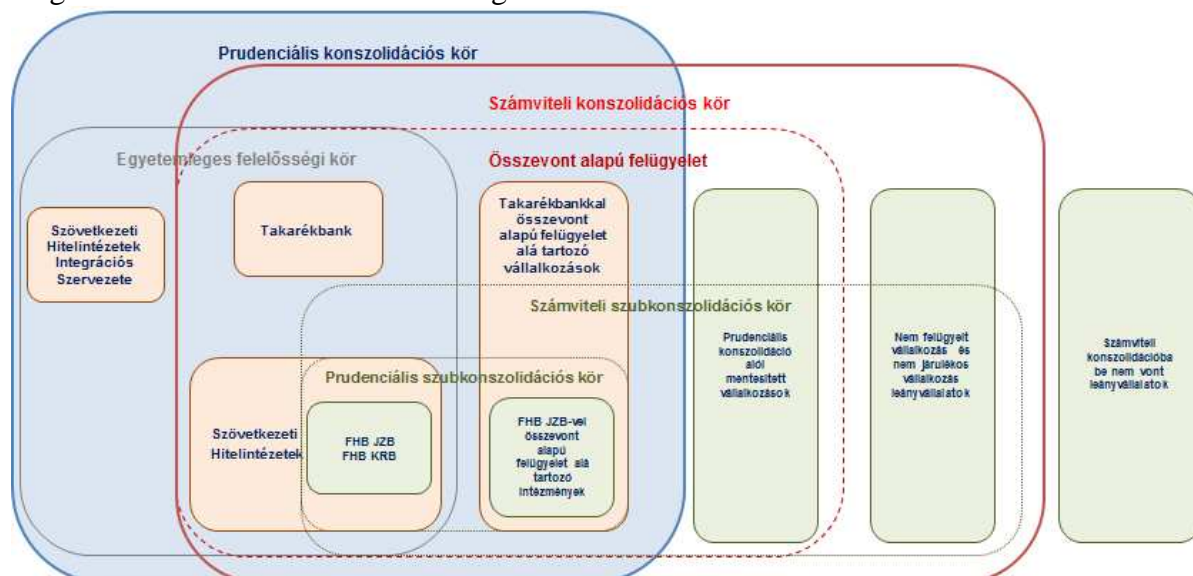 Prudenciális konszolidációs kör
Számviteli konszolidációs kör
Egyetemleges felelősségi kör
Összevont alapú felügyelet
Szövetkezeti
Hitelintézetek
Integrációs
Szervezete
Takarékbank
Takarékbankkal
összevont
alapú felügyelet
alá tartozó
vállalkozások
Számviteli szubkonszolidációs kör
Prudenciális
konszolidáció
alól
mentesített
vállalkozások
Nem felügyelt
vállalkozás és
nem járulékos
vállalkozás
leányvállalatok
Számviteli
konszolidációba
be nem vont
leányvállalatok
Prudenciális szubkonszolidációs kör
Szövetkezeti
Hitelintézetek
FHB JZB
FHB KRB
FHB JZB-vel
összevont
alapú
felügyelet alá
tartozó
intézmények